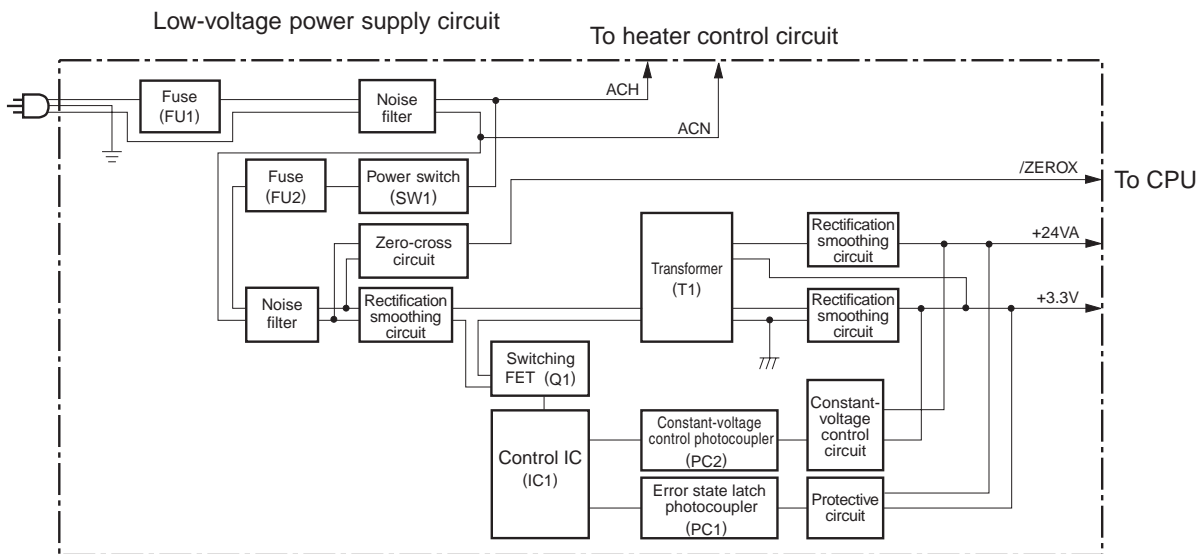 Low-voltage power supply circuit
To heater control circuit
Fuse
(FU1)
Noise
filter
ACH
ACN
Fuse
(FU2)
Power switch
(SW1)
/ZEROX
To CPU
Zero-cross
circuit
Transformer
(T1)
Rectification
smoothing
circuit
+24VA
Noise
filter
Rectification
smoothing
circuit
Rectification
smoothing
circuit
+3.3V
Switching
FET (Q1)
Control IC
(IC1)
Constant-voltage
control photocoupler
(PC2)
Constant-
voltage
control
circuit
Error state latch
photocoupler
(PC1)
Protective
circuit